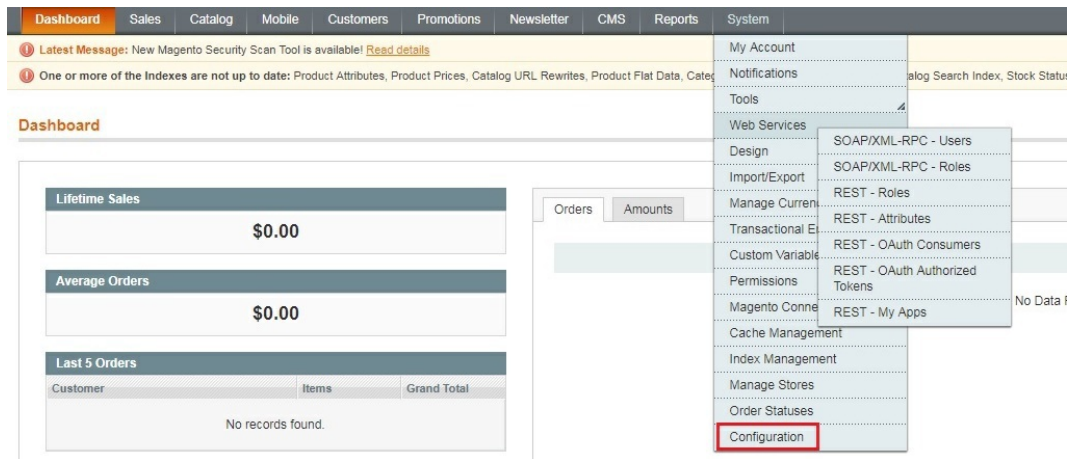 Dashboard Sales Catalog Mobile Customers Promotions Newsletter CMS Reports System
Latest Message: New Magento Security Scan Tool is available! Read details
One or more of the Indexes are not up to date: Product Attributes, Product Prices, Catalog URL Rewrites, Product Flat Data, Search Index, Stock Status
My Account
Notifications
Tools
Web Services
Design
Import/Export
Manage
Transactional
Custom
Permissions
Magento
Cache Management
Index Management
Manage Stores
Order Statuses
Configuration
SOAP/XML-RPC - Users
SOAP/XML-RPC - Roles
REST - Roles
REST - Attributes
REST - OAuth Consumers
REST - OAuth Authorized
Tokens
REST - My Apps
Dashboard
Lifetime Sales
$0.00
Average Orders
$0.00
Last 5 Orders
Customer Items Grand Total
No records found.
Orders Amounts
No Data